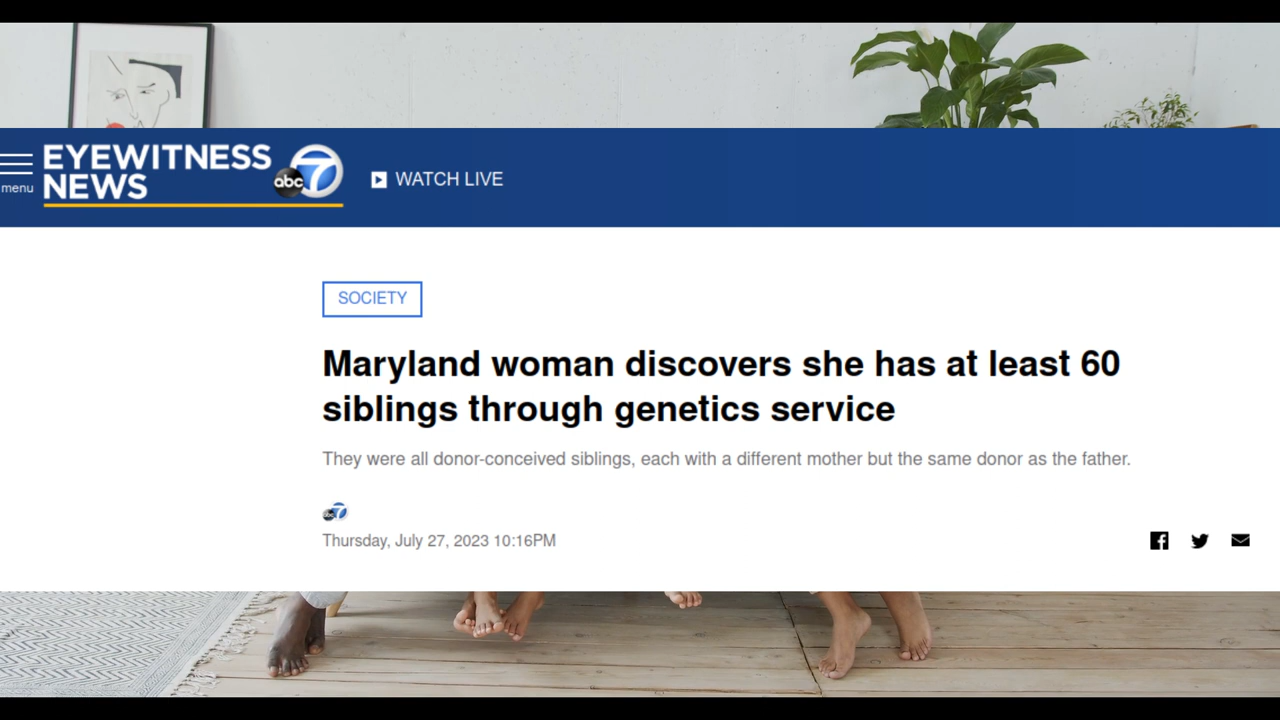 EYEWITNESS
NEWS
abc 7
menu
WATCH LIVE
SOCIETY
Maryland woman discovers she has at least 60
siblings through genetics service
They were all donor-conceived siblings, each with a different mother but the same donor as the father.
abc 7
Thursday, July 27, 2023 10:16PM